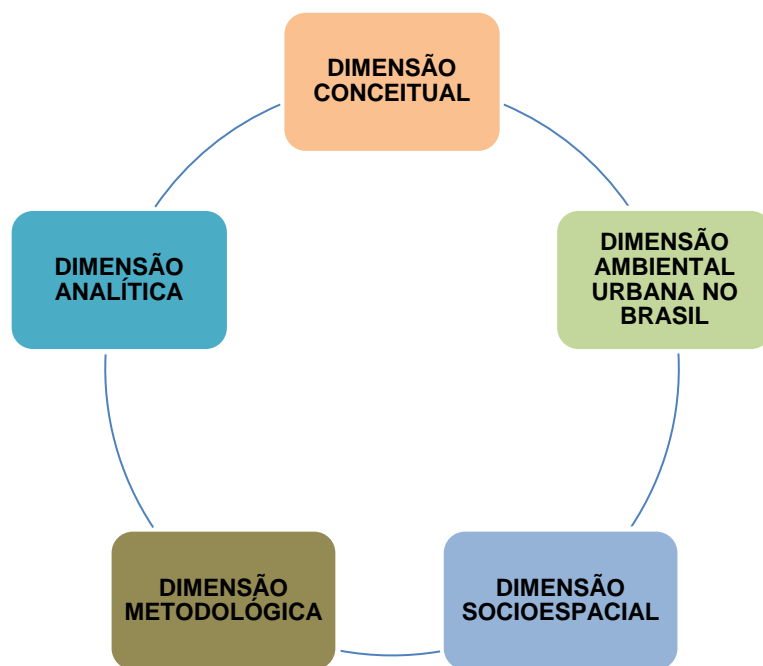 DIMENSÃO
CONCEITUAL
DIMENSÃO
AMBIENTAL
URBANA NO
BRASIL
DIMENSÃO
SOCIOESPACIAL
DIMENSÃO
METODOLÓGICA
DIMENSÃO
ANALÍTICA